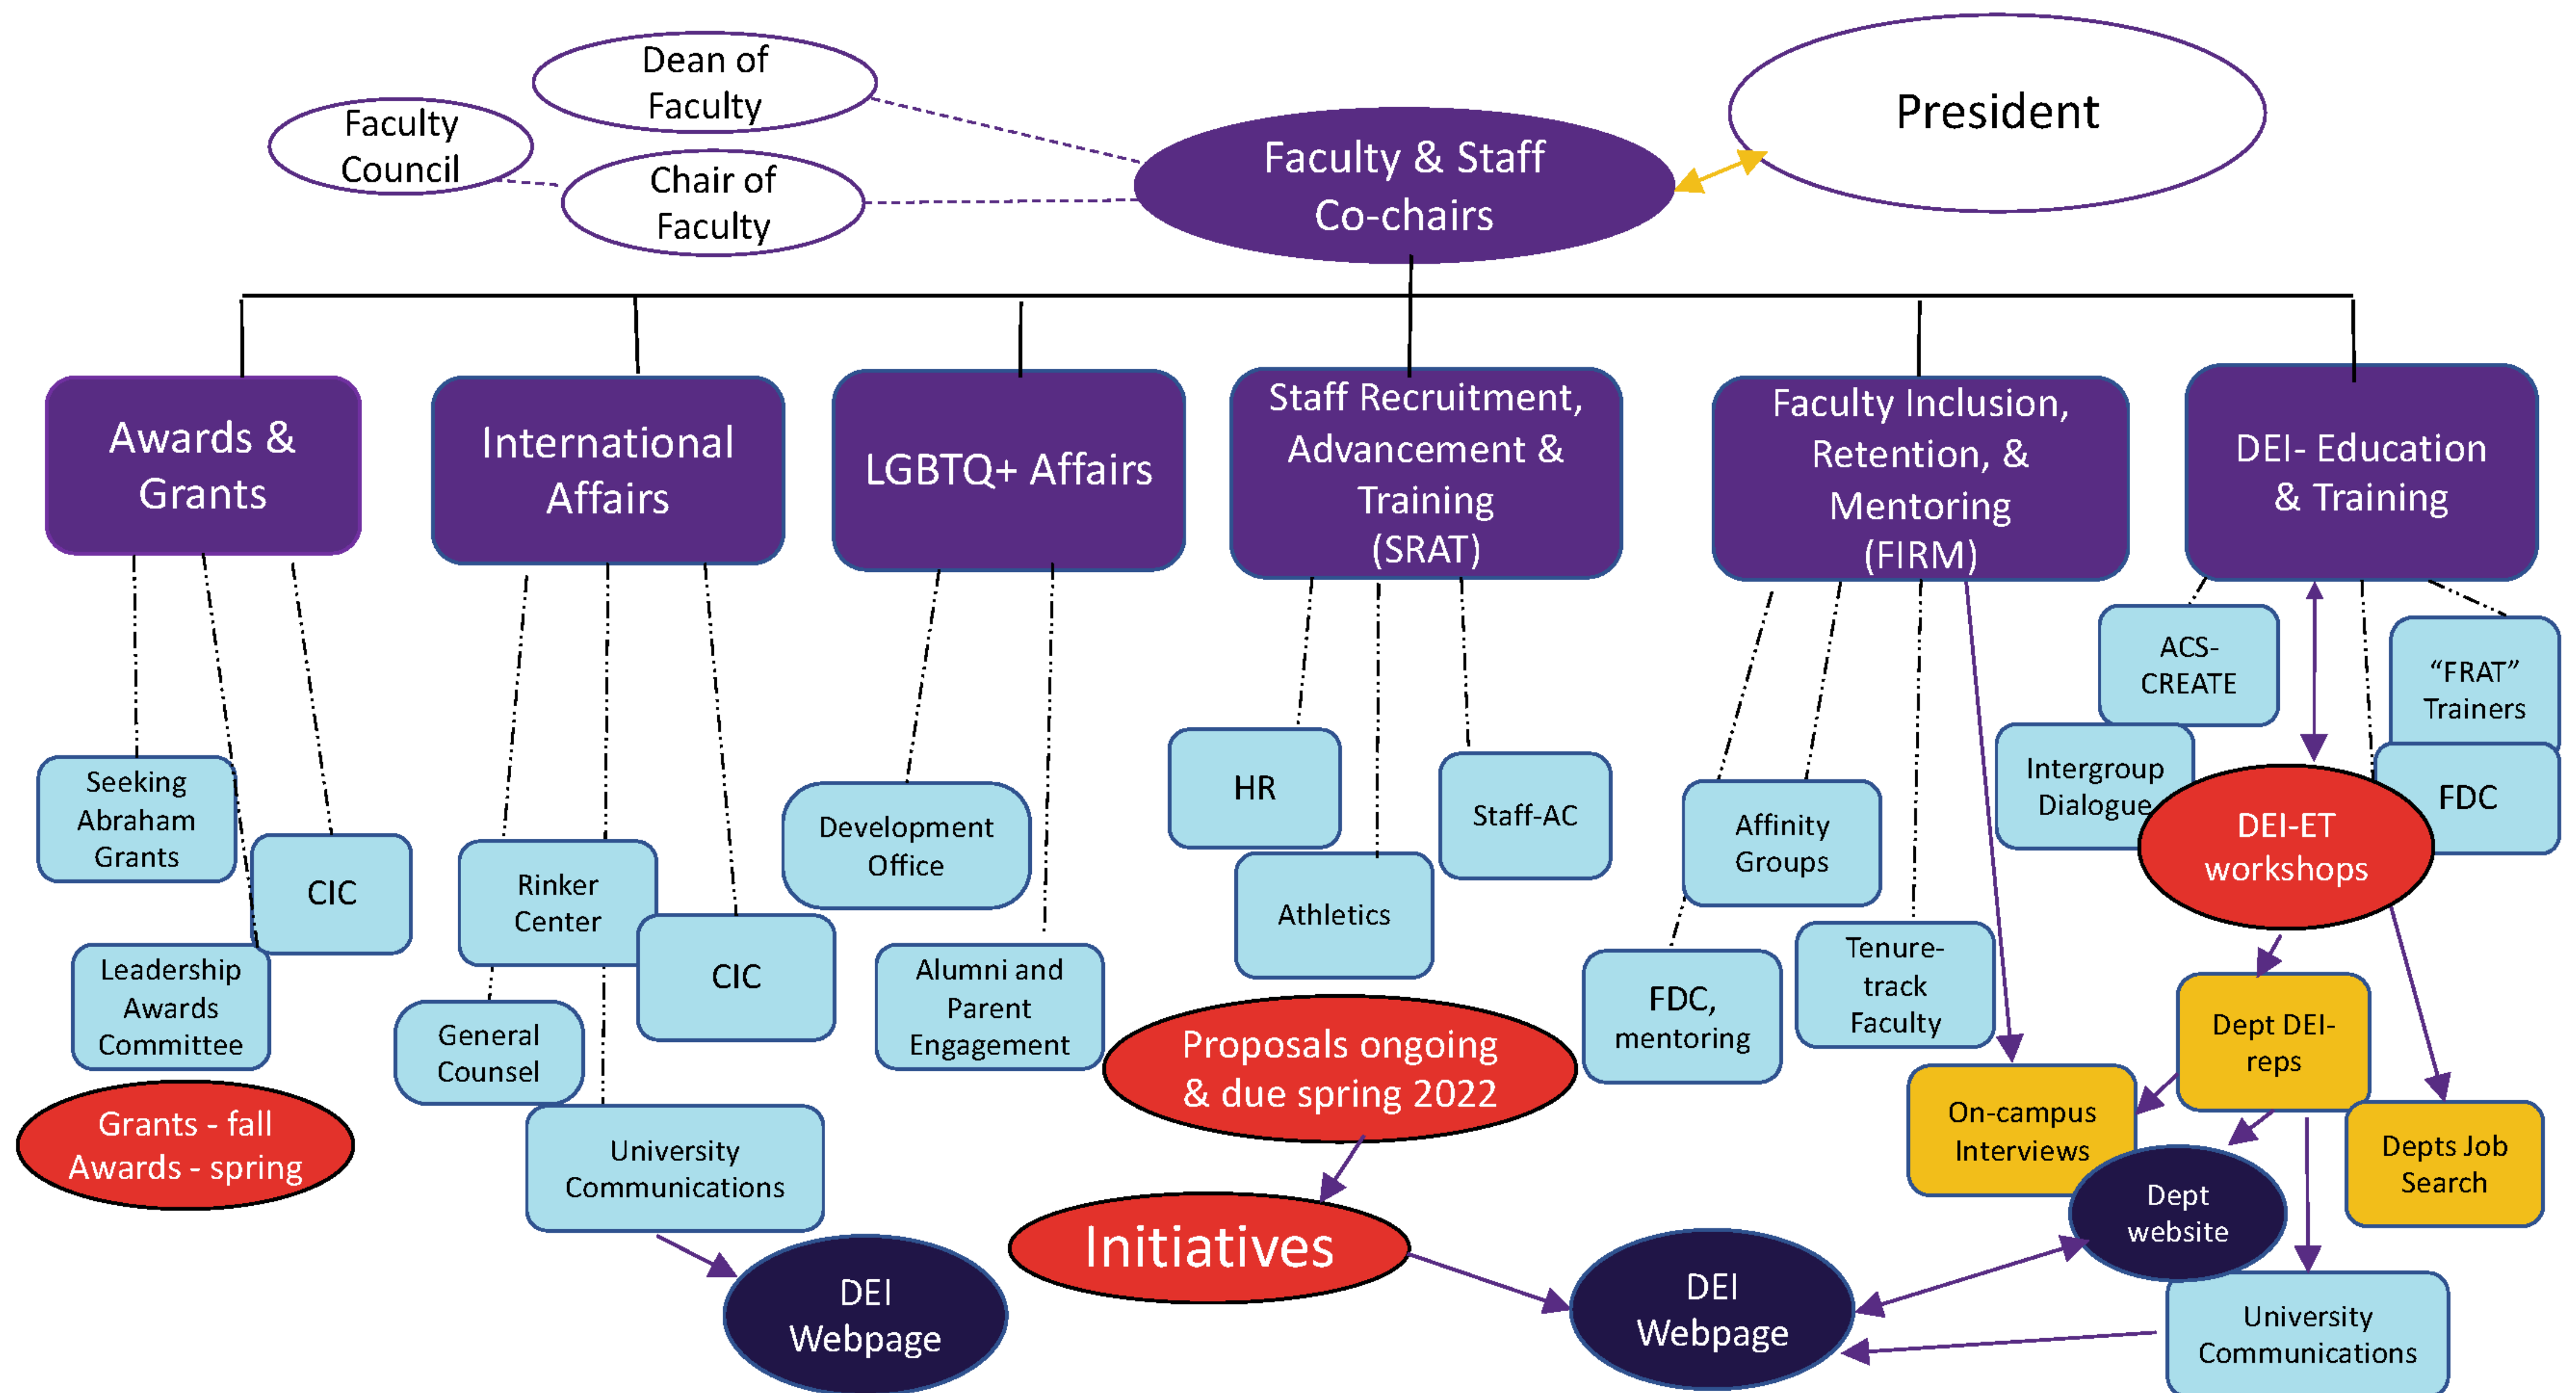 Dean of
Faculty
Faculty
Council
Chair of
Faculty
Faculty & Staff
Co-chairs
President
Awards &
Grants
International
Affairs
LGBTQ+ Affairs
Staff Recruitment,
Advancement &
Training
(SRAT)
Faculty Inclusion,
Retention, &
Mentoring
(FIRM)
DEI- Education
& Training
Seeking
Abraham
Grants
CIC
Leadership
Awards
Committee
Grants - fall
Awards - spring
Rinker
Center
CIC
General
Counsel
University
Communications
DEI
Webpage
Development
Office
Alumni and
Parent
Engagement
HR
Staff-AC
Athletics
Proposals ongoing
& due spring 2022
Initiatives
Affinity
Groups
FDC,
mentoring
Tenure-
track
Faculty
ACS-
CREATE
"FRAT"
Trainers
Intergroup
Dialogue
FDC
DEI-ET
workshops
Dept DEI-
reps
On-campus
Interviews
Depts Job
Search
Dept
website
DEI
Webpage
University
Communications